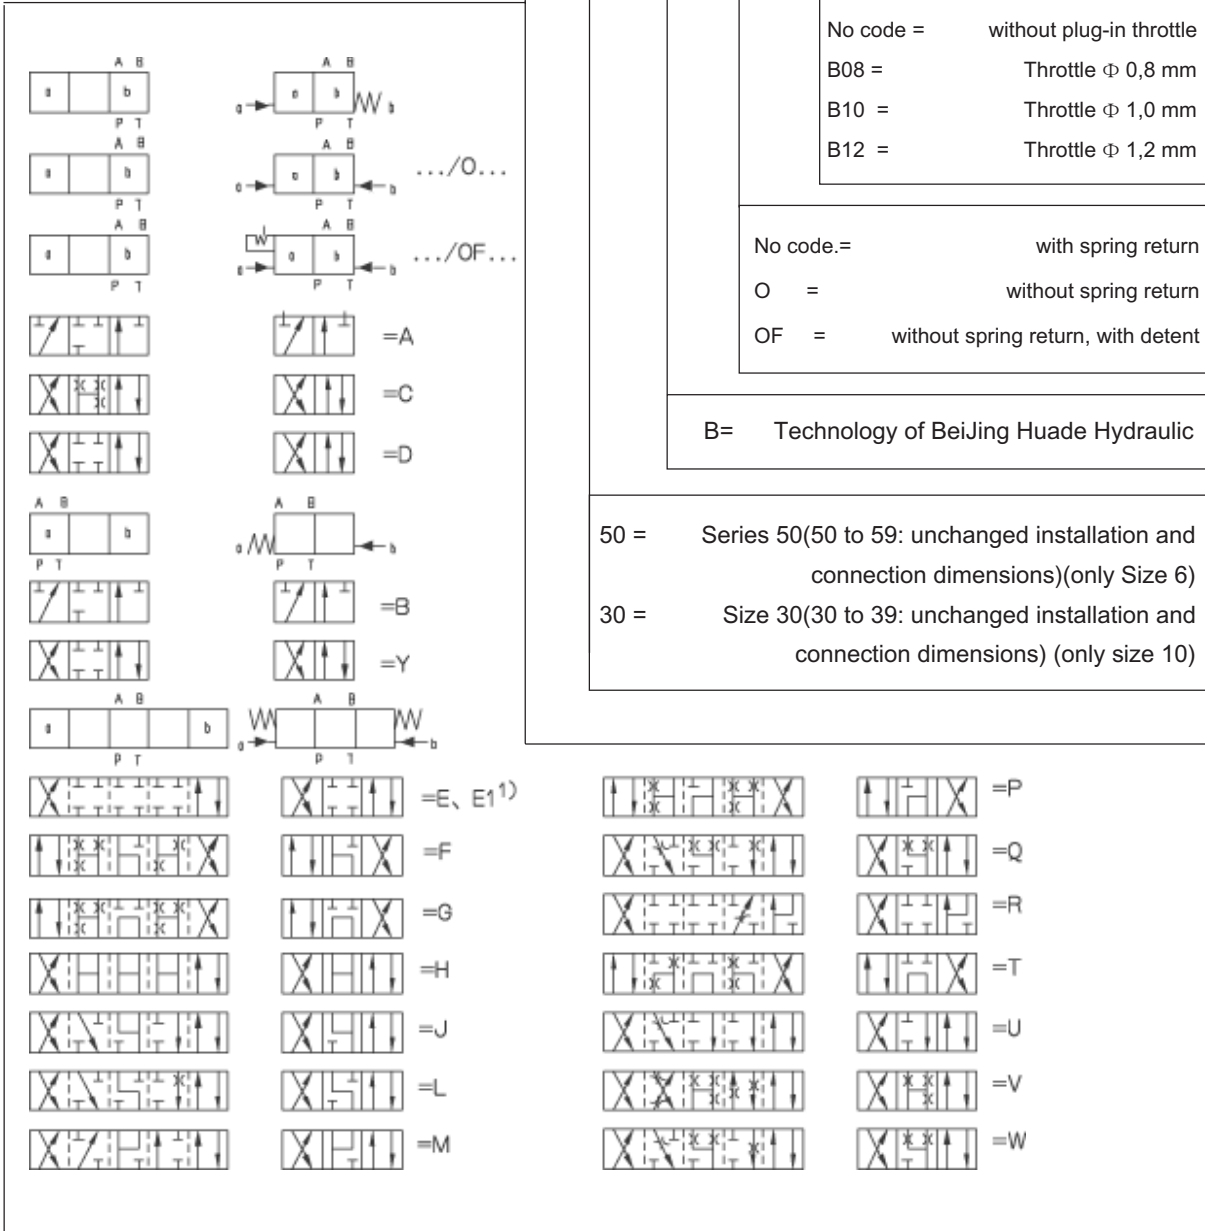 No code = without plug-in throttle
B08 = Throttle Φ 0,8 mm
B10 = Throttle Φ 1,0 mm
B12 = Throttle Φ 1,2 mm
No code.= with spring return
O = without spring return
OF = without spring return, with detent
B= Technology of BeiJing Huade Hydraulic
50 = Series 50(50 to 59: unchanged installation and
connection dimensions)(only Size 6)
30 = Size 30(30 to 39: unchanged installation and
connection dimensions) (only size 10)
A B A B
a b a a b b
P T P T
A B A B
a b a a b b .../O...
P T P T
A B A B
a b a a b b .../OF...
P T P T
=A
=C
=D
A B A B
a b a b
P T P T
=B
=Y
A B A B
a b a b
P T P T
=E、E1¹⁾ =P
=F =Q
=G =R
=H =T
=J =U
=L =V
=M =W